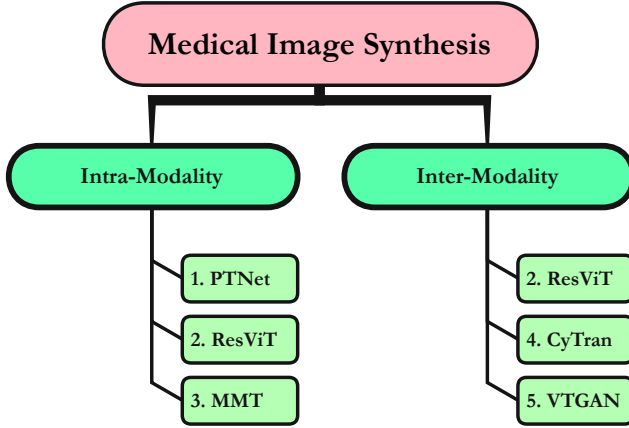 Medical Image Synthesis
Intra-Modality
Inter-Modality
1. PTNet
2. ResViT
3. MMT
2. ResViT
4. CyTran
5. VTGAN